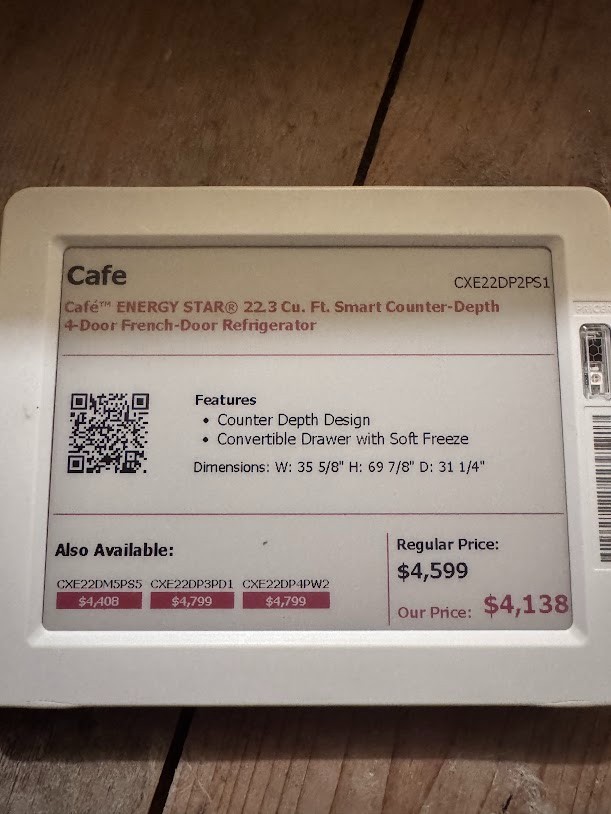 Cafe
CXE22DP2PS1
Café™ ENERGY STAR® 22.3 Cu. Ft. Smart Counter-Depth
4-Door French-Door Refrigerator
Features
• Counter Depth Design
• Convertible Drawer with Soft Freeze
Dimensions: W: 35 5/8" H: 69 7/8" D: 31 1/4"
Also Available:
CXE22DM5PS5 CXE22DP3PD1 CXE22DP4PW2
$4,408 $4,799 $4,799
Regular Price:
$4,599
Our Price: $4,138